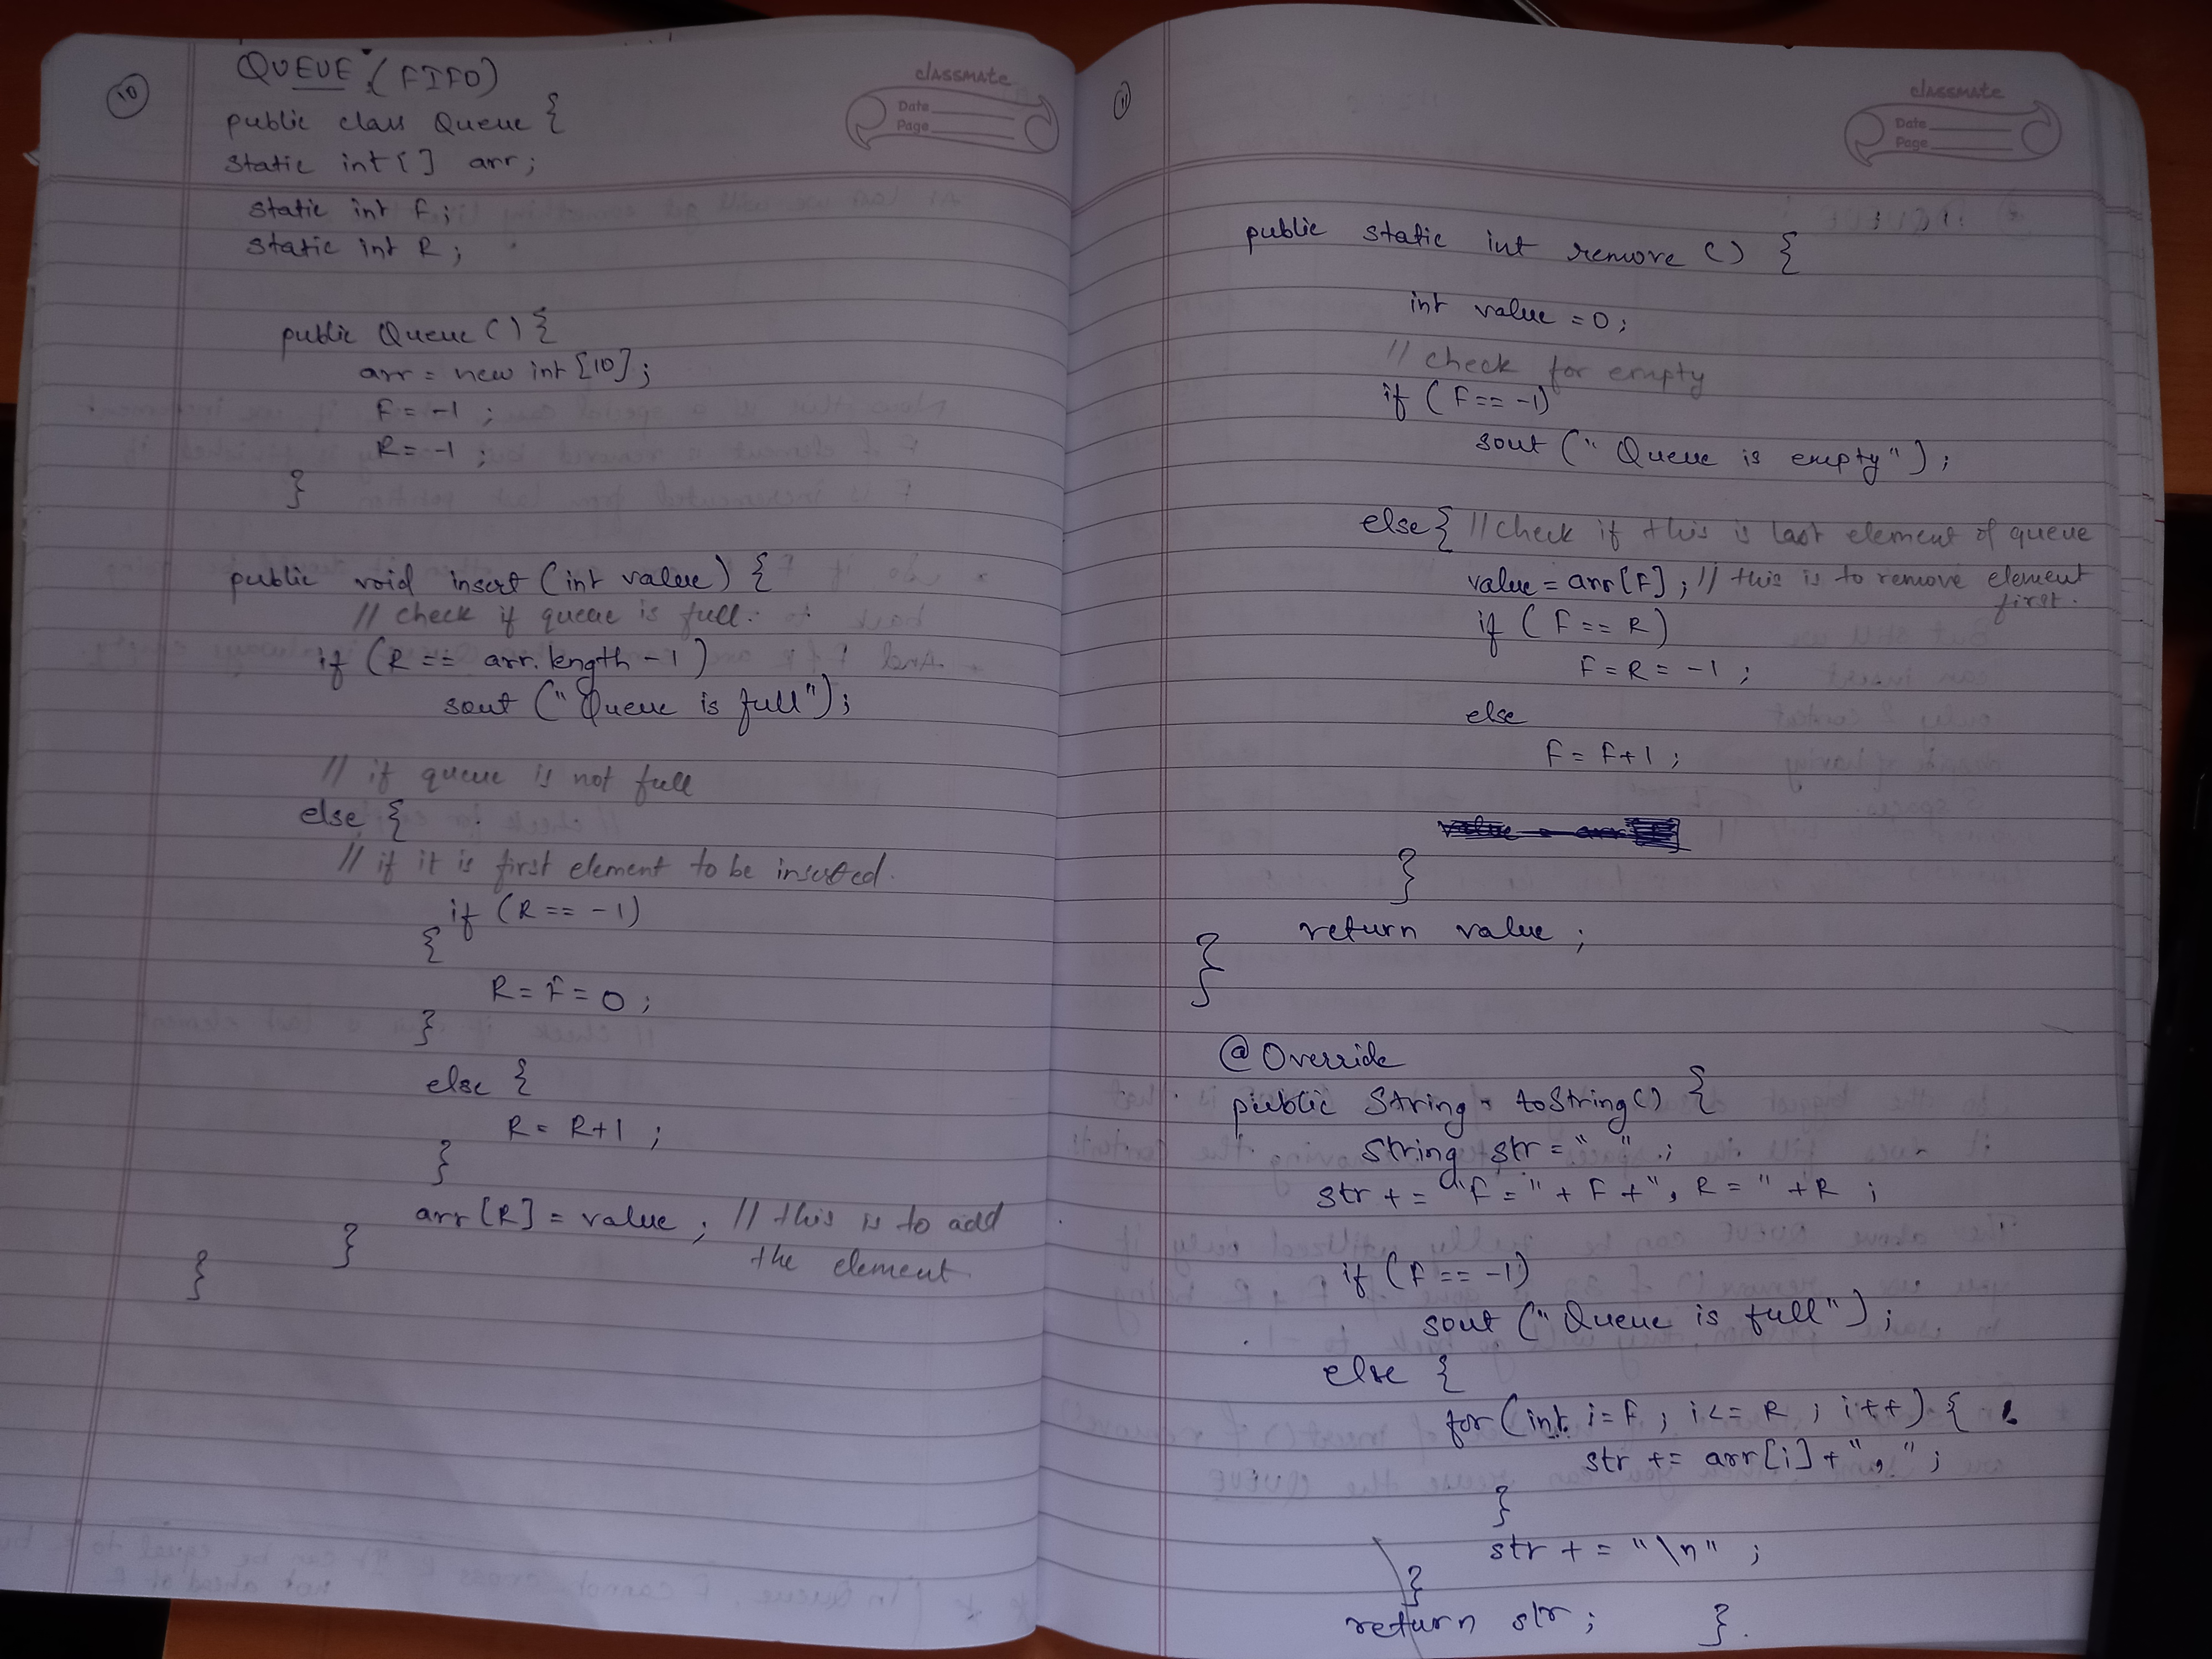 10
classmate
Date
Page
QUEUE (FIFO)
public class Queue {
static int[] arr;
static int F;
static int R;
public Queue () {
arr = new int [10];
F = -1 ;
R = -1 ;
}
public void insert (int value) {
// check if queue is full.
if (R == arr.length - 1)
sout ("Queue is full");
// if queue is not full
else {
// if it is first element to be inserted.
if (R == -1)
{
R = F = 0 ;
}
else {
R = R+1 ;
}
arr [R] = value ; // this is to add
the element.
}
}
11
classmate
Date
Page
public static int remove () {
int value = 0;
// check for empty
if (F == -1)
sout (" Queue is empty");
else { // check if this is last element of queue
value = arr[F] ; // this is to remove element
first.
if (F == R)
F = R = -1 ;
else
F = F+1 ;
}
return value ;
}
@Override
public String toString () {
String str = " " ;
str += "F = " + F + ", R = " + R ;
if (F == -1)
sout ("Queue is full") ;
else {
for (int i = F ; i <= R ; i++) {
str += arr[i] + ", " ;
}
str += "\n" ;
}
return str ; }.